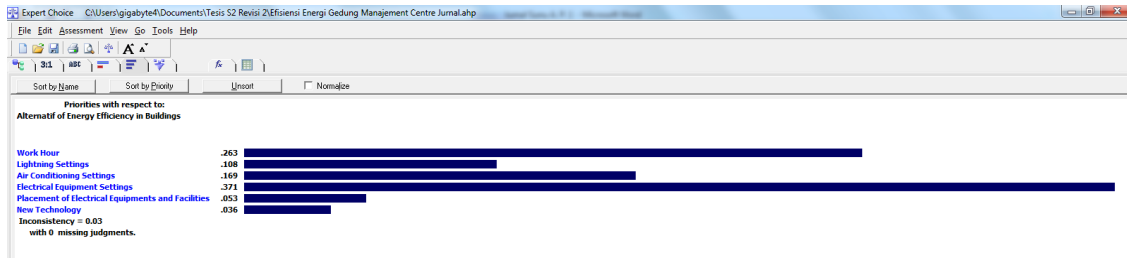 Expert Choice C:\Users\gigabyte4\Documents\Tesis S2 Revisi 2\Efisiensi Energi Gedung Manajement Centre Jurnal.ahp
File Edit Assessment View Go Tools Help
A A
3:1 ABC fx
Sort by Name Sort by Priority Unsort Normalize
Priorities with respect to:
Alternatif of Energy Efficiency in Buildings
Work Hour .263
Lightning Settings .108
Air Conditioning Settings .169
Electrical Equipment Settings .371
Placement of Electrical Equipments and Facilities .053
New Technology .036
Inconsistency = 0.03
with 0 missing judgments.